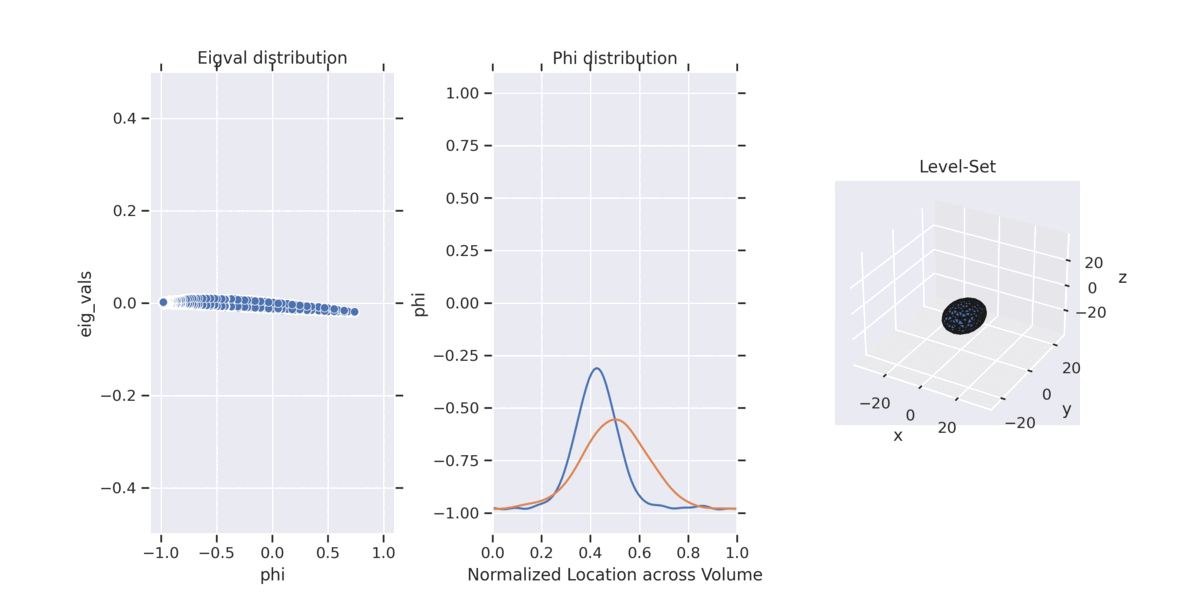 Eigval distribution
0.4
0.2
0.0
−0.2
−0.4
eig_vals
−1.0 −0.5 0.0 0.5 1.0
phi
Phi distribution
1.00
0.75
0.50
0.25
0.00
−0.25
−0.50
−0.75
−1.00
phi
0.0 0.2 0.4 0.6 0.8 1.0
Normalized Location across Volume
Level-Set
20
0
−20
z
20
0
−20
y
−20
0
20
x